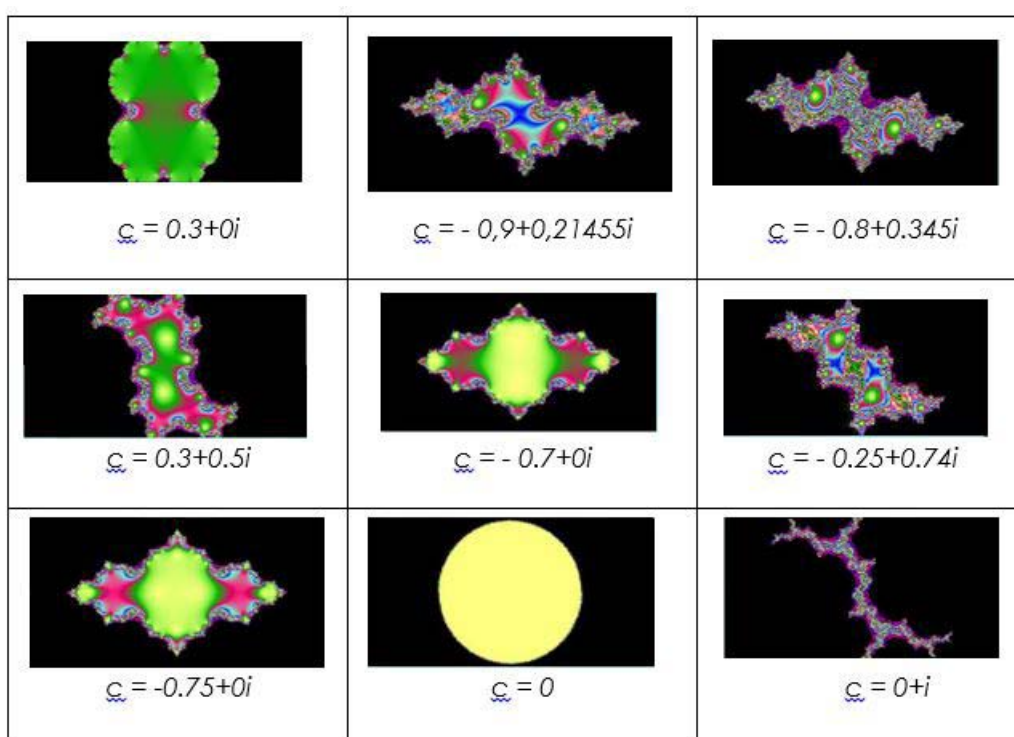 c = 0.3+0i
c = - 0,9+0,21455i
c = - 0.8+0.345i
c = 0.3+0.5i
c = - 0.7+0i
c = - 0.25+0.74i
c = -0.75+0i
c = 0
c = 0+i